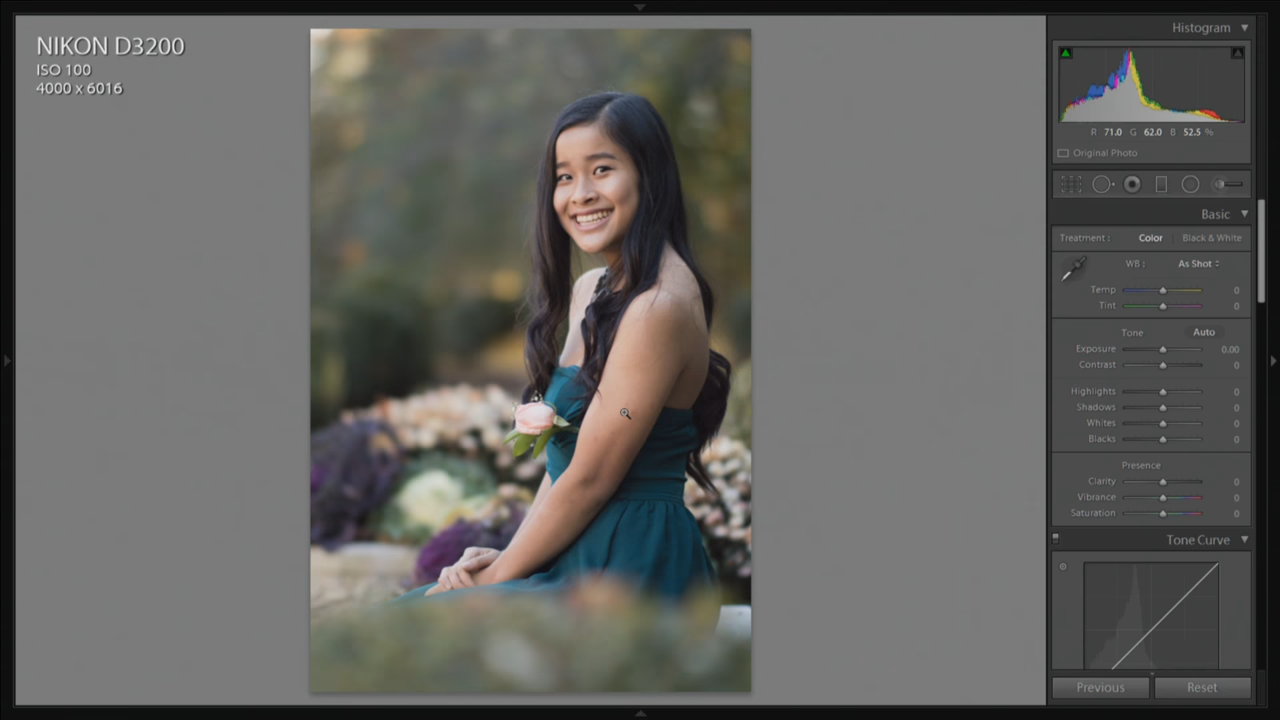 NIKON D3200
ISO 100
4000 x 6016
Histogram
R 71.0 G 62.0 B 52.5 %
Original Photo
Basic
Treatment : Color Black & White
WB : As Shot
Temp 0
Tint 0
Tone Auto
Exposure 0.00
Contrast 0
Highlights 0
Shadows 0
Whites 0
Blacks 0
Presence
Clarity 0
Vibrance 0
Saturation 0
Tone Curve
Previous Reset